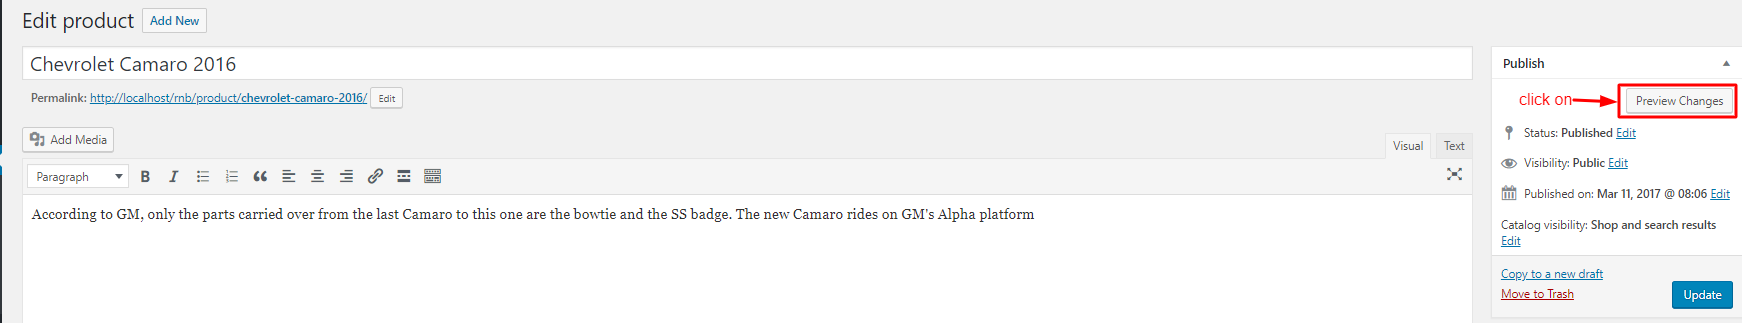 Edit product Add New
Chevrolet Camaro 2016
Permalink: http://localhost/rnb/product/chevrolet-camaro-2016/ Edit
Add Media
Visual Text
Paragraph B I
According to GM, only the parts carried over from the last Camaro to this one are the bowtie and the SS badge. The new Camaro rides on GM's Alpha platform
Publish
click on Preview Changes
Status: Published Edit
Visibility: Public Edit
Published on: Mar 11, 2017 @ 08:06 Edit
Catalog visibility: Shop and search results
Edit
Copy to a new draft
Move to Trash Update